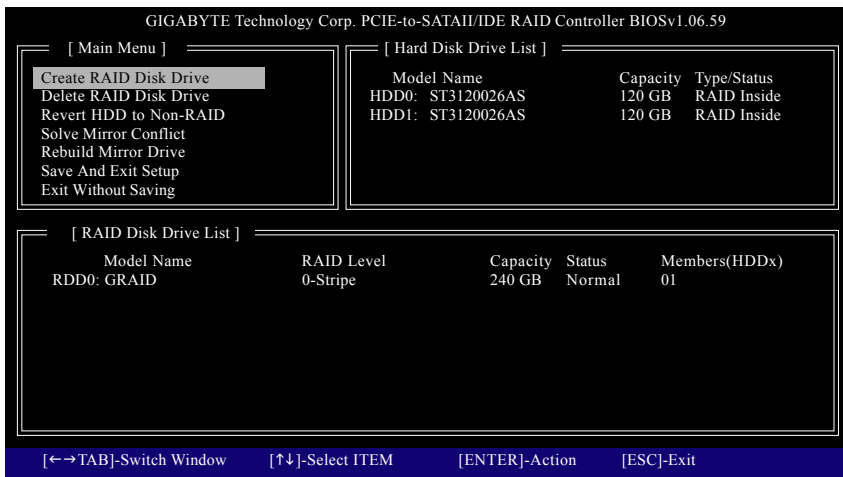 GIGABYTE Technology Corp. PCIE-to-SATAII/IDE RAID Controller BIOSv1.06.59
[ Main Menu ]
Create RAID Disk Drive
Delete RAID Disk Drive
Revert HDD to Non-RAID
Solve Mirror Conflict
Rebuild Mirror Drive
Save And Exit Setup
Exit Without Saving
[ Hard Disk Drive List ]
Model Name Capacity Type/Status
HDD0: ST3120026AS 120 GB RAID Inside
HDD1: ST3120026AS 120 GB RAID Inside
[ RAID Disk Drive List ]
Model Name RAID Level Capacity Status Members(HDDx)
RDD0: GRAID 0-Stripe 240 GB Normal 01
[←→TAB]-Switch Window [↑↓]-Select ITEM [ENTER]-Action [ESC]-Exit